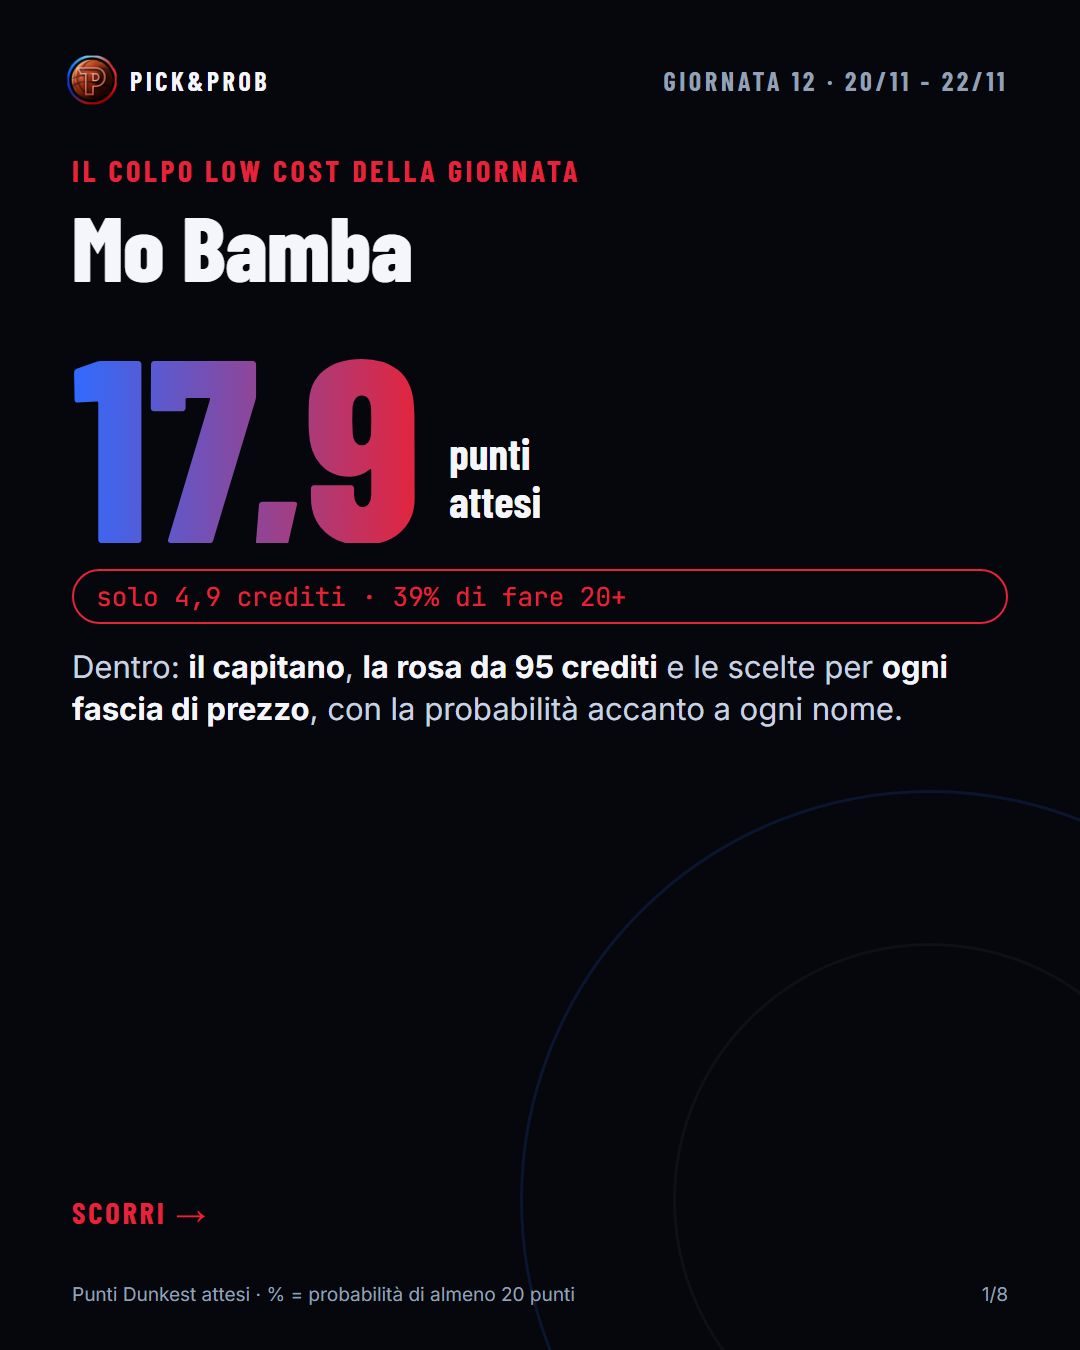 P PICK&PROB
GIORNATA 12 · 20/11 - 22/11
IL COLPO LOW COST DELLA GIORNATA
Mo Bamba
17.9
punti
attesi
solo 4,9 crediti · 39% di fare 20+
Dentro: il capitano, la rosa da 95 crediti e le scelte per ogni
fascia di prezzo, con la probabilità accanto a ogni nome.
SCORRI →
Punti Dunkest attesi · % = probabilità di almeno 20 punti
1/8